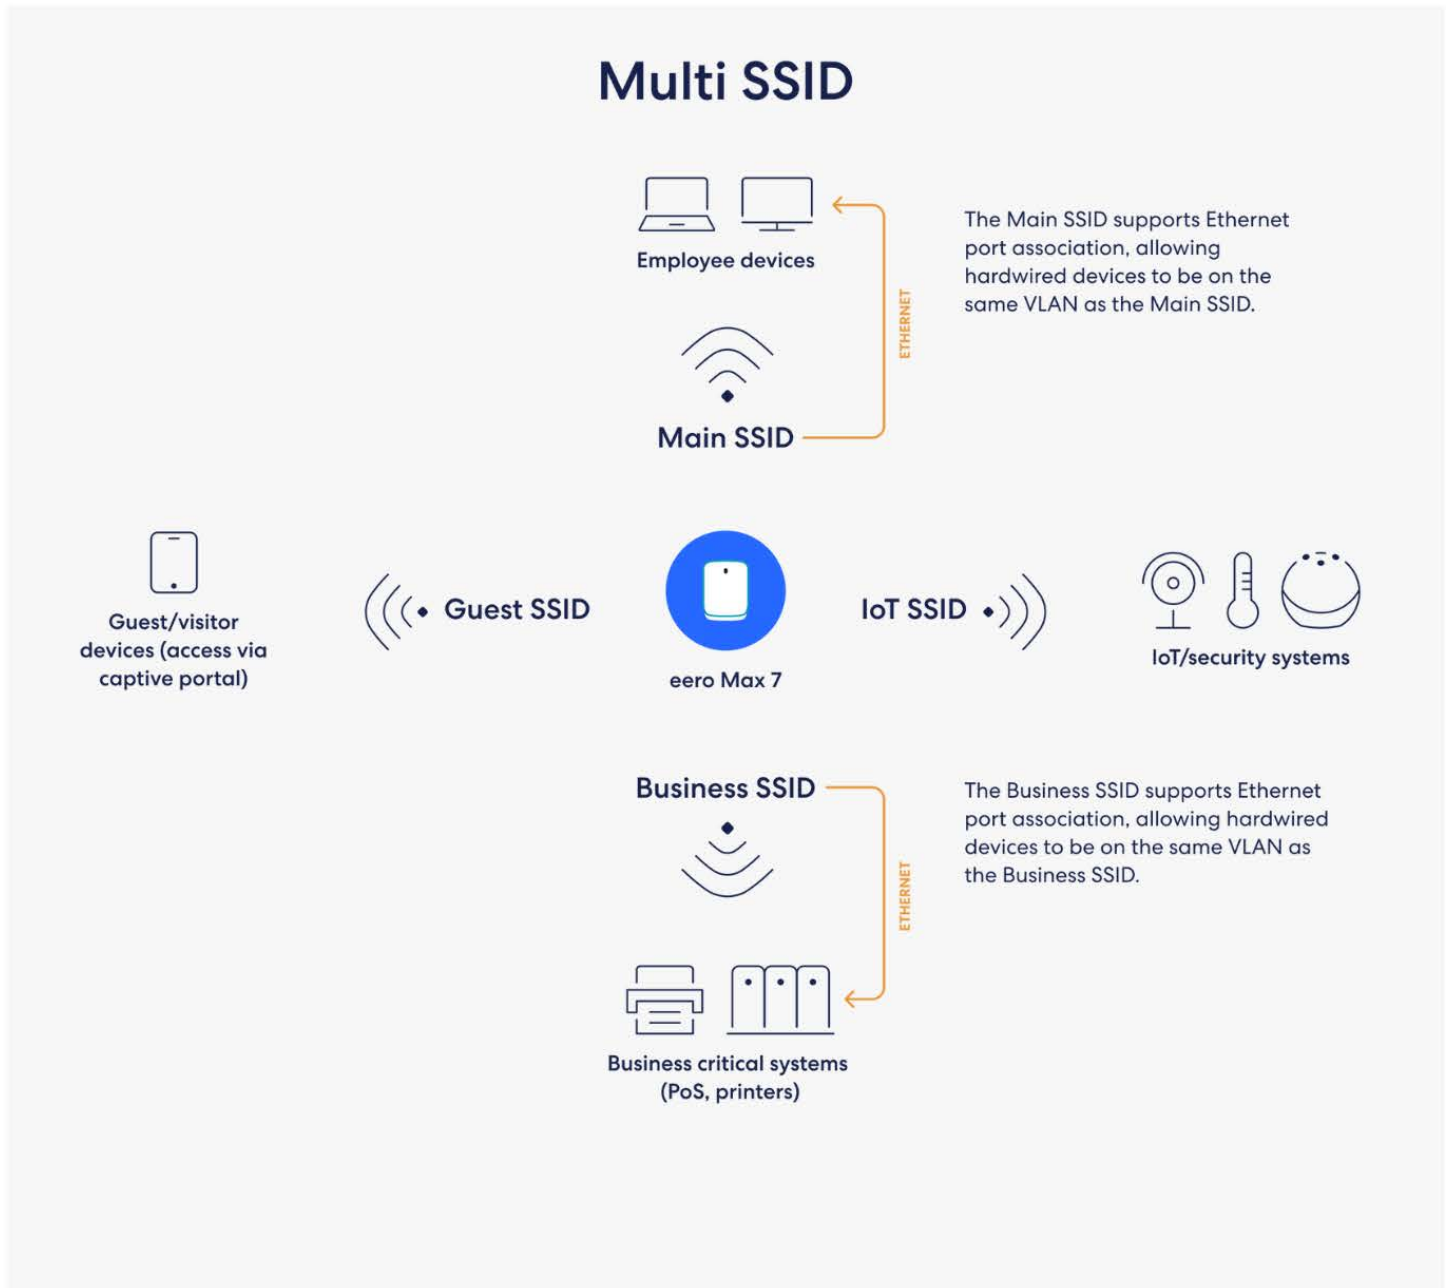 Multi SSID
Employee devices
The Main SSID supports Ethernet
port association, allowing
hardwired devices to be on the
same VLAN as the Main SSID.
ETHERNET
Main SSID
Guest/visitor
devices (access via
captive portal)
Guest SSID
eero Max 7
IoT SSID
IoT/security systems
Business SSID
The Business SSID supports Ethernet
port association, allowing hardwired
devices to be on the same VLAN as
the Business SSID.
ETHERNET
Business critical systems
(PoS, printers)